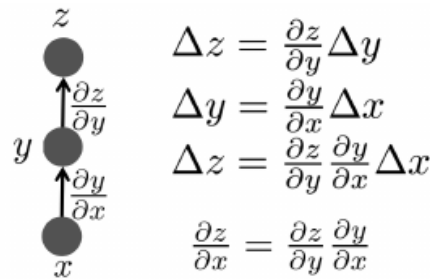 z
∂z/∂y
y
∂y/∂x
x
Δz = ∂z/∂y Δy
Δy = ∂y/∂x Δx
Δz = ∂z/∂y ∂y/∂x Δx
∂z/∂x = ∂z/∂y ∂y/∂x